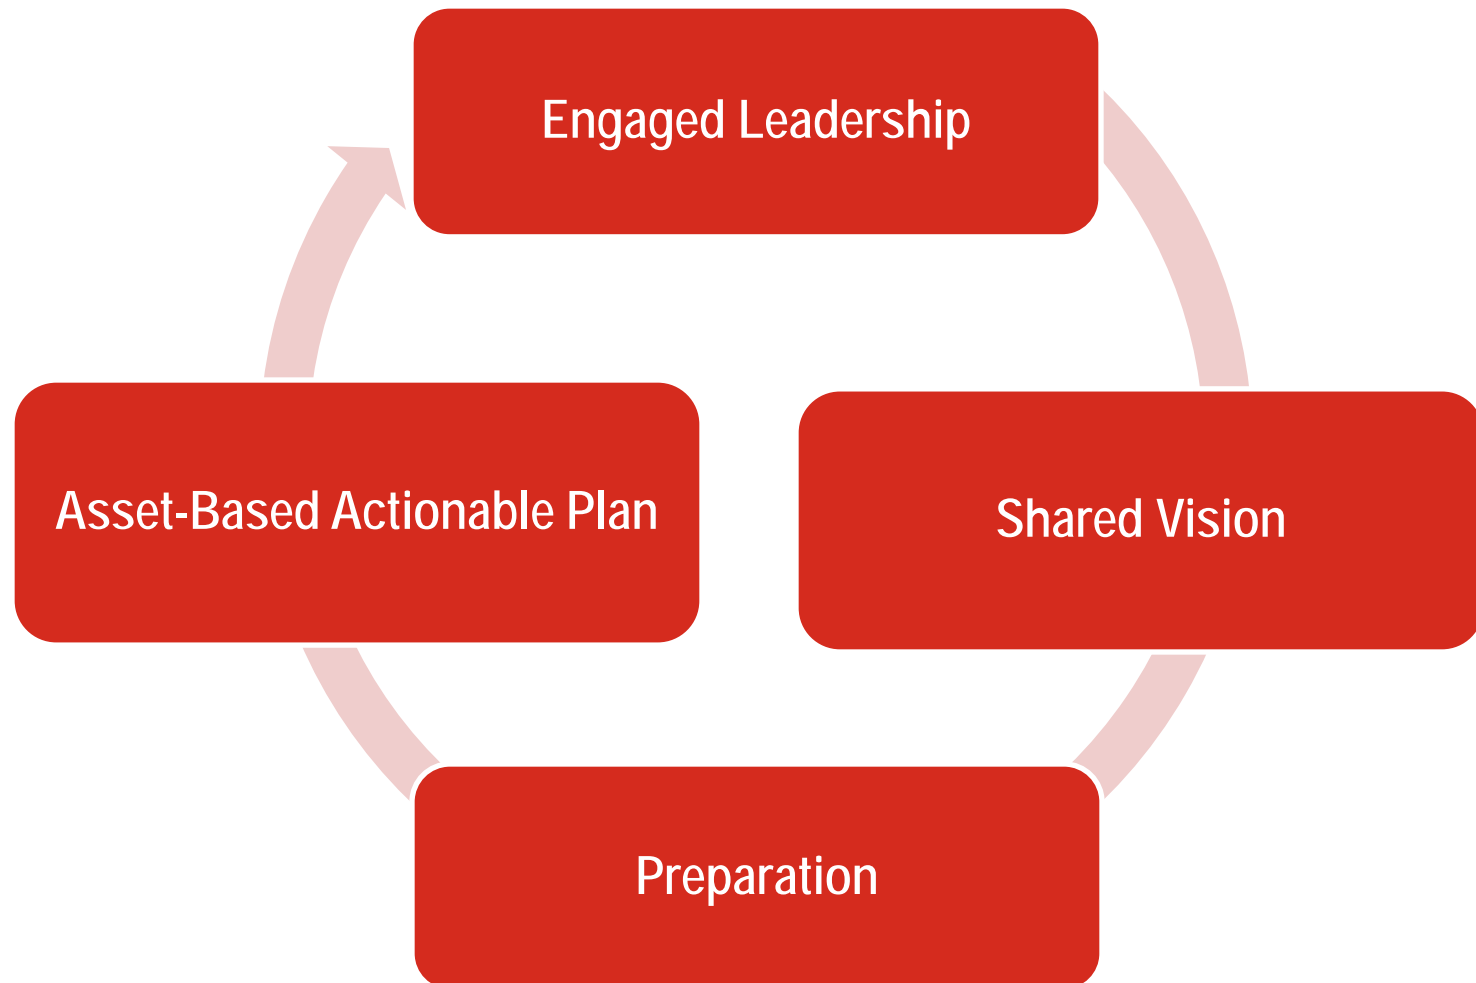 Engaged Leadership
Asset-Based Actionable Plan
Shared Vision
Preparation